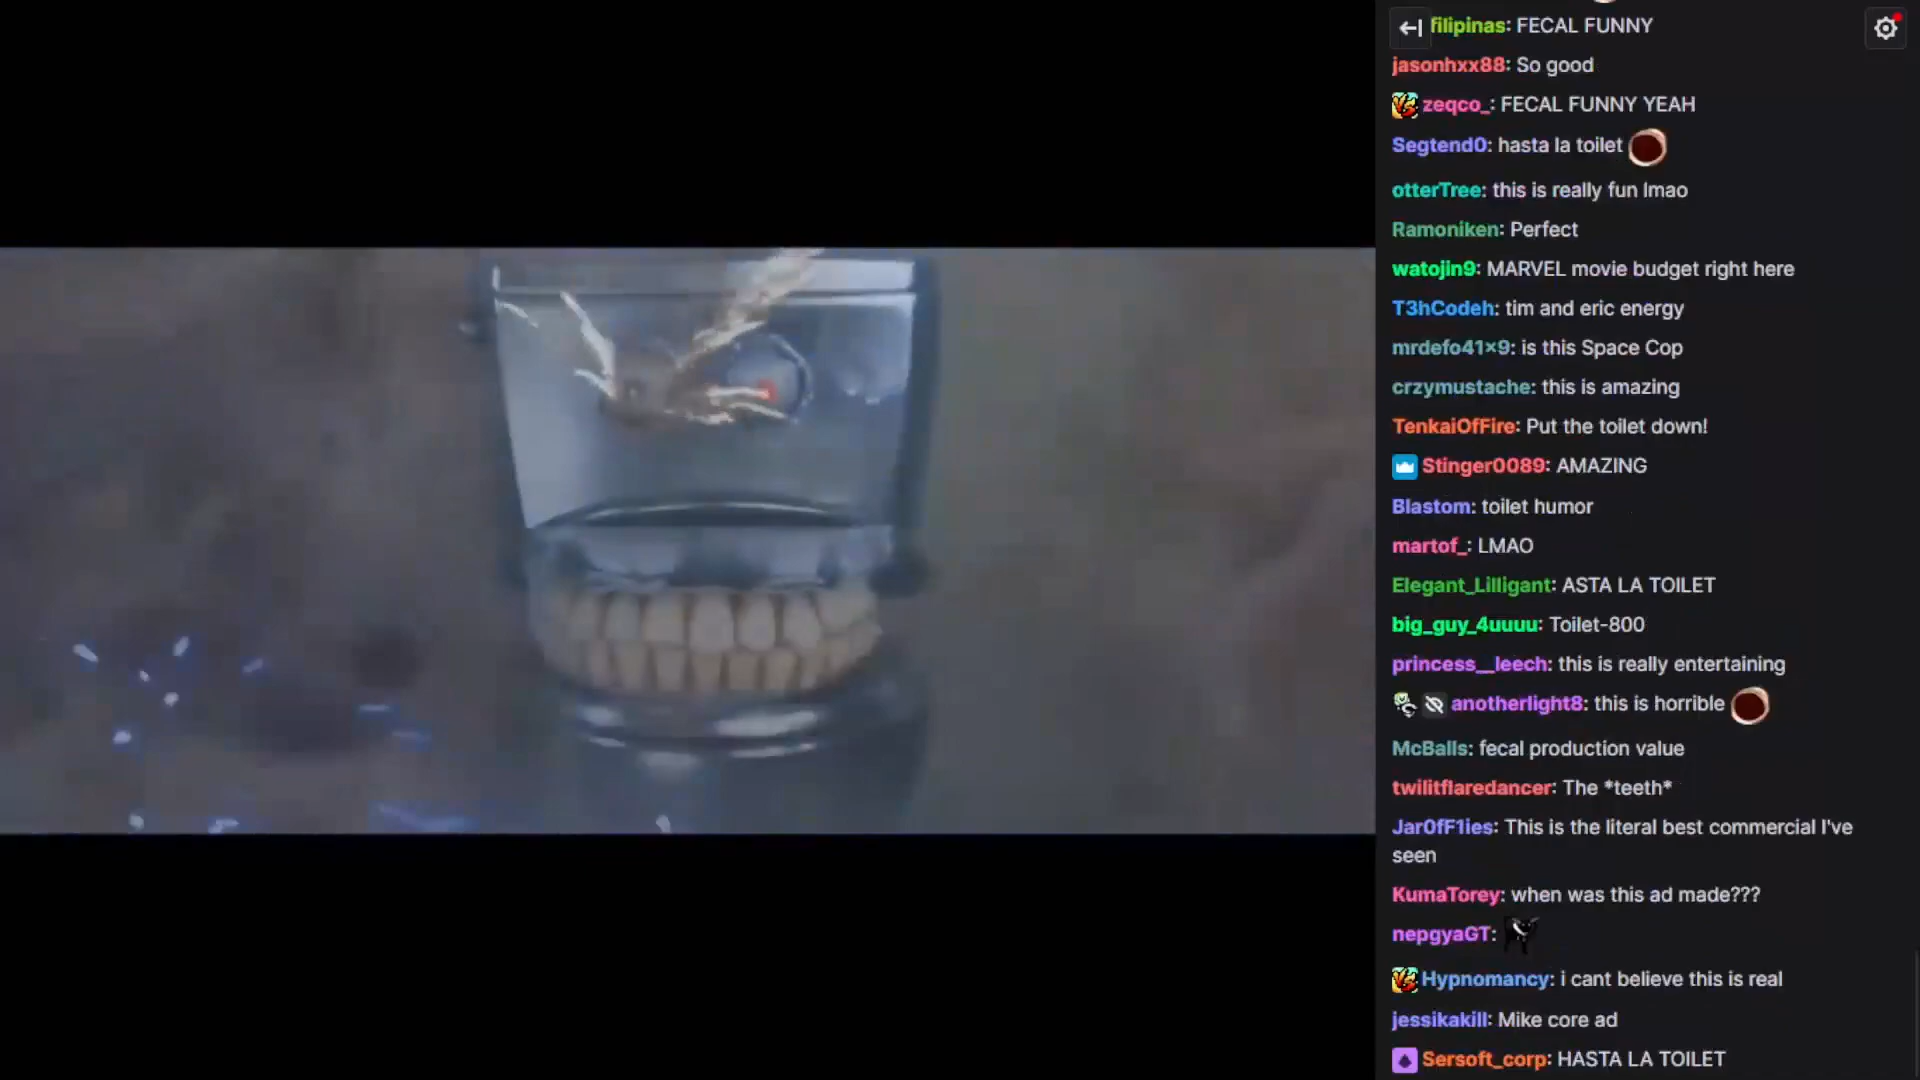 filipinas: FECAL FUNNY
jasonhxx88: So good
zeqco_: FECAL FUNNY YEAH
Segtend0: hasta la toilet
otterTree: this is really fun lmao
Ramoniken: Perfect
watojin9: MARVEL movie budget right here
T3hCodeh: tim and eric energy
mrdefo41x9: is this Space Cop
crzymustache: this is amazing
TenkaiOfFire: Put the toilet down!
Stinger0089: AMAZING
Blastom: toilet humor
martof_: LMAO
Elegant_Lilligant: ASTA LA TOILET
big_guy_4uuuu: Toilet-800
princess__leech: this is really entertaining
anotherlight8: this is horrible
McBalls: fecal production value
twilitflaredancer: The *teeth*
Jar0fF1ies: This is the literal best commercial I've
seen
KumaTorey: when was this ad made???
nepgyaGT:
Hypnomancy: i cant believe this is real
jessikakill: Mike core ad
Sersoft_corp: HASTA LA TOILET